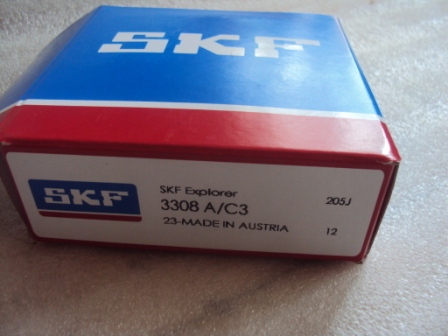 SKF
SKF
SKF Explorer
3308 A/C3
23-MADE IN AUSTRIA
205J
12